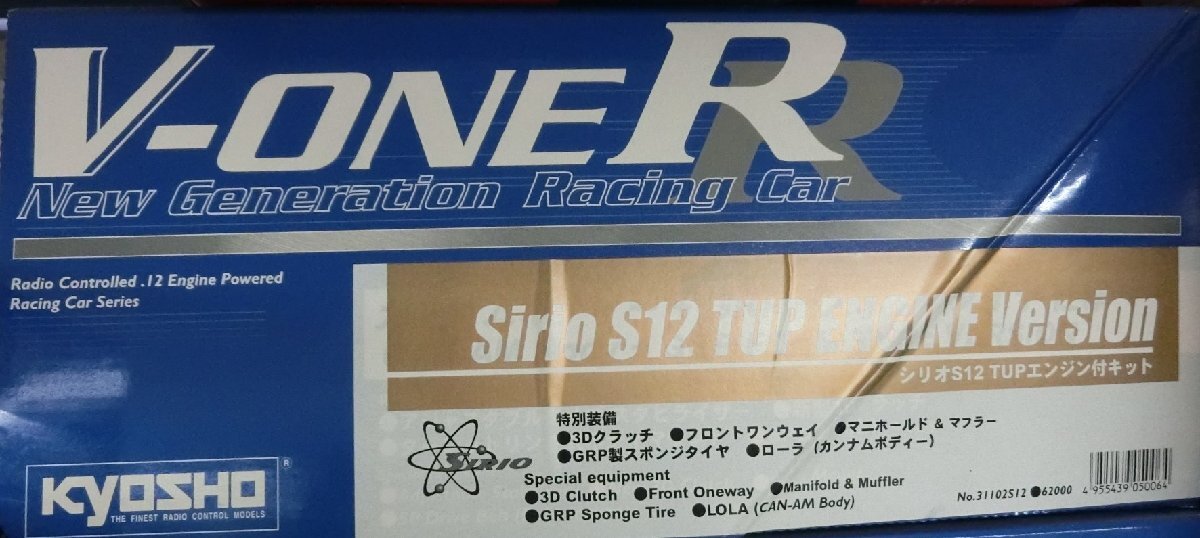 V-ONE R R
New Generation Racing Car
Radio Controlled .12 Engine Powered
Racing Car Series
Sirio S12 TUP ENGINE Version
シリオS12 TUPエンジン付キット
特別装備
●3Dクラッチ ●フロントワンウェイ ●マニホールド & マフラー
●GRP製スポンジタイヤ ●ローラ (カンナムボディー)
SIRIO
Special equipment
●3D Clutch ●Front Oneway ●Manifold & Muffler
●GRP Sponge Tire ●LOLA (CAN-AM Body)
No.31102S12 ●62000
4 955439 050064
KYOSHO ®
THE FINEST RADIO CONTROL MODELS